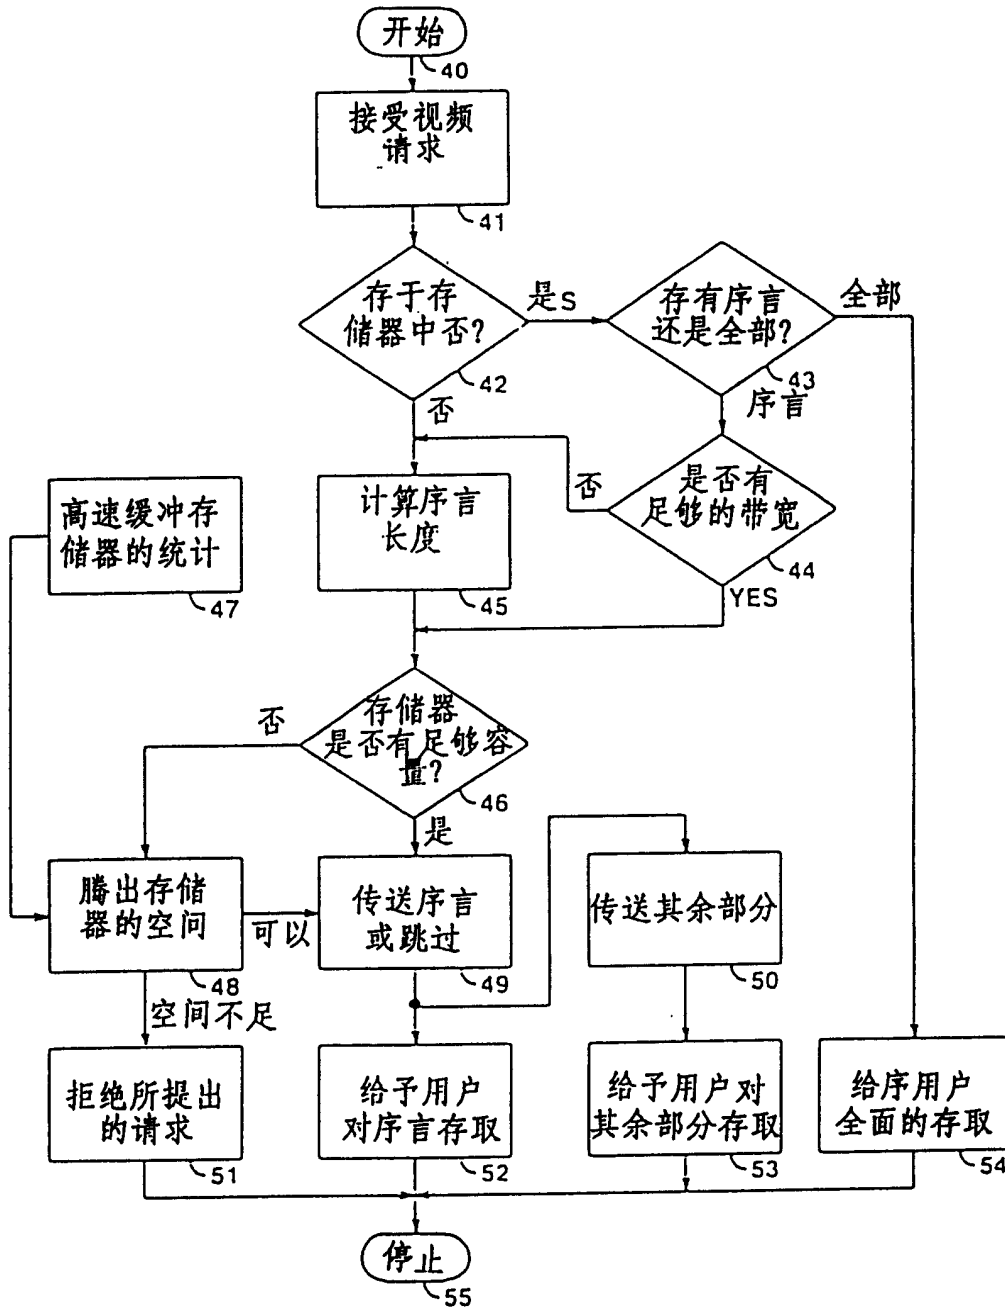 开始
40
接受视频
请求
41
存于存
储器中否?
42
是S
存有序言
还是全部?
43
全部
否
序言
计算序言
长度
45
否
是否有
足够的带宽
44
YES
高速缓冲存
储器的统计
47
存储器
是否有足够容
量?
46
否
是
腾出存储
器的空间
48
可以
传送序言
或跳过
49
传送其余部分
50
空间不足
拒绝所提出
的请求
51
给予用户
对序言存取
52
给予用户对
其余部分存取
53
给序用户
全面的存取
54
停止
55